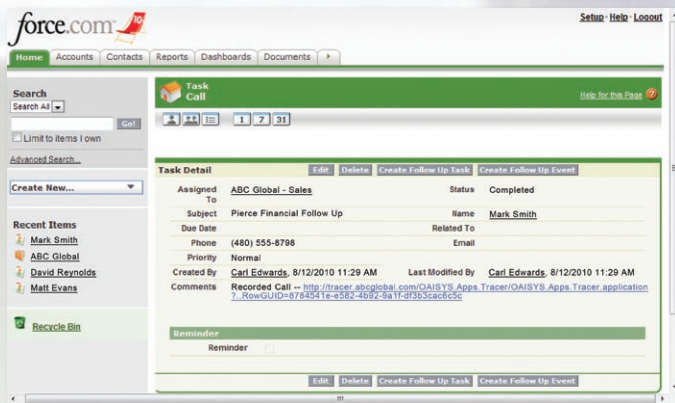 force.com 10
Setup · Help · Logout
Home Accounts Contacts Reports Dashboards Documents
Search
Search All
Go!
Limit to items I own
Advanced Search...
Create New...
Recent Items
Mark Smith
ABC Global
David Reynolds
Matt Evans
Recycle Bin
Task
Call
Help for this Page ?
1 7 31
Task Detail Edit Delete Create Follow Up Task Create Follow Up Event
Assigned To ABC Global - Sales Status Completed
Subject Pierce Financial Follow Up Name Mark Smith
Due Date Related To
Phone (480) 555-8798 Email
Priority Normal
Created By Carl Edwards, 8/12/2010 11:29 AM Last Modified By Carl Edwards, 8/12/2010 11:29 AM
Comments Recorded Call -- http://tracer.abcglobal.com/OAISYS.Apps.Tracer/OAISYS.Apps.Tracer.application
?..RowGUID=8784541e-e582-4b92-9a1f-df3b3cac6c5c
Reminder
Reminder
Edit Delete Create Follow Up Task Create Follow Up Event